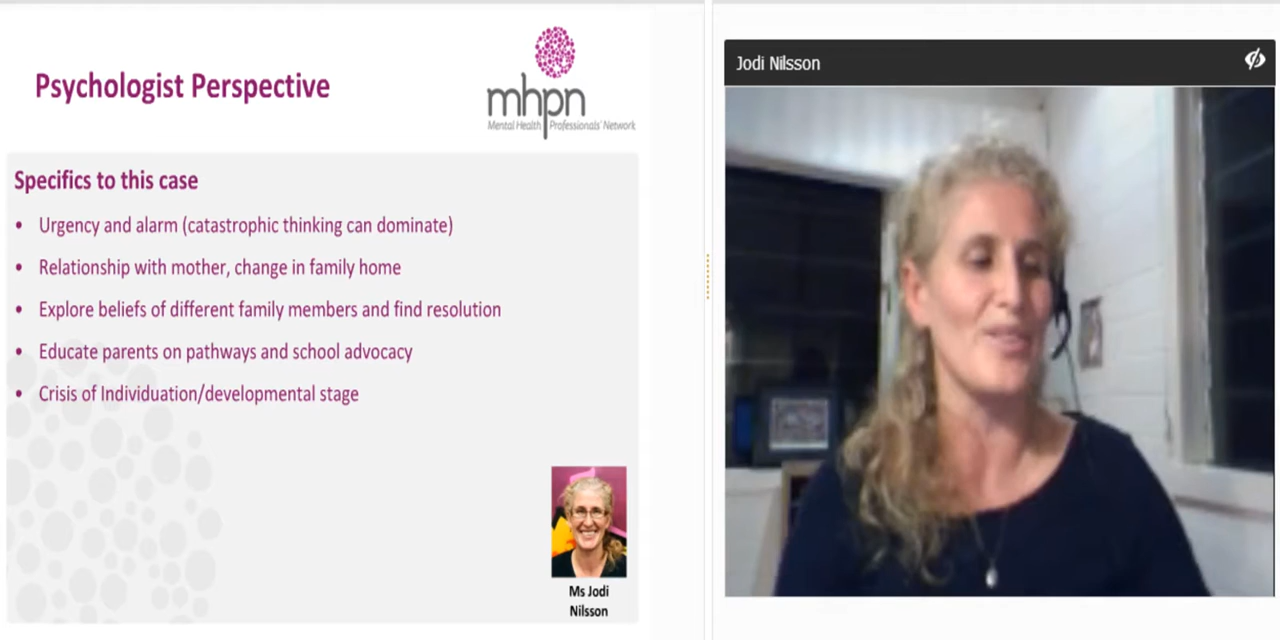 Psychologist Perspective
mhpn
Mental Health Professionals' Network
Specifics to this case
• Urgency and alarm (catastrophic thinking can dominate)
• Relationship with mother, change in family home
• Explore beliefs of different family members and find resolution
• Educate parents on pathways and school advocacy
• Crisis of Individuation/developmental stage
Ms Jodi
Nilsson
Jodi Nilsson